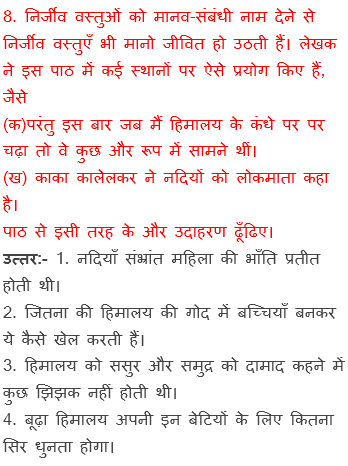 8. निर्जीव वस्तुओं को मानव-संबंधी नाम देने से
निर्जीव वस्तुएँ भी मानो जीवित हो उठती हैं। लेखक
ने इस पाठ में कई स्थानों पर ऐसे प्रयोग किए हैं,
जैसे
(क)परंतु इस बार जब मैं हिमालय के कंधे पर पर
चढ़ा तो वे कुछ और रूप में सामने थीं।
(ख) काका कालेलकर ने नदियों को लोकमाता कहा
है।
पाठ से इसी तरह के और उदाहरण ढूँढिए।
उत्तर:- 1. नदियाँ संभ्रांत महिला की भाँति प्रतीत
होती थी।
2. जितना की हिमालय की गोद में बच्चियाँ बनकर
ये कैसे खेल करती हैं।
3. हिमालय को ससुर और समुद्र को दामाद कहने में
कुछ झिझक नहीं होती थी।
4. बूढ़ा हिमालय अपनी इन बेटियों के लिए कितना
सिर धुनता होगा।